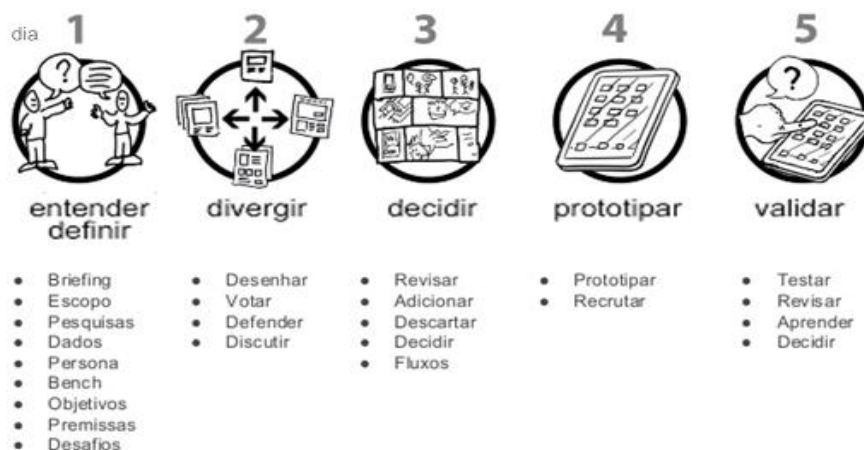 dia 1 2 3 4 5
?
?
entender
definir
divergir
decidir
prototipar
validar
Briefing
Escopo
Pesquisas
Dados
Persona
Bench
Objetivos
Premissas
Desafios
Desenhar
Votar
Defender
Discutir
Revisar
Adicionar
Descartar
Decidir
Fluxos
Prototipar
Recrutar
Testar
Revisar
Aprender
Decidir